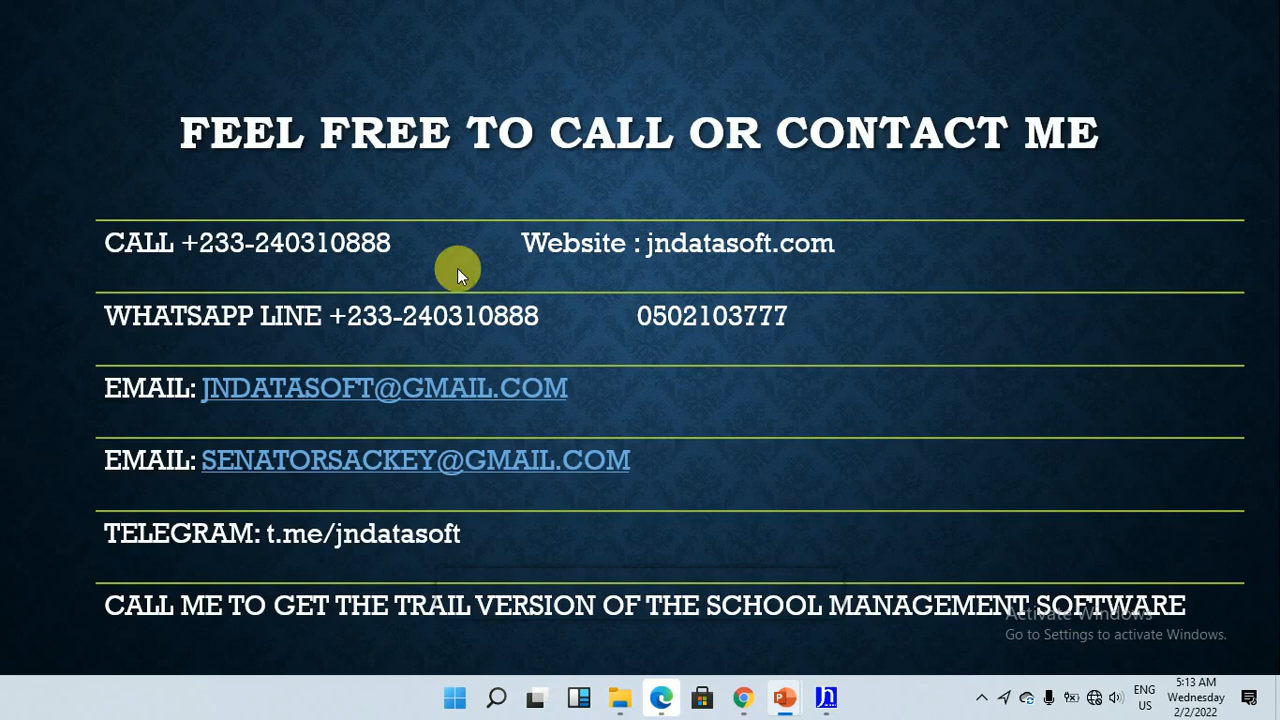 FEEL FREE TO CALL OR CONTACT ME
CALL +233-240310888 Website : jndatasoft.com
WHATSAPP LINE +233-240310888 0502103777
EMAIL: JNDATASOFT@GMAIL.COM
EMAIL: SENATORSACKEY@GMAIL.COM
TELEGRAM: t.me/jndatasoft
CALL ME TO GET THE TRAIL VERSION OF THE SCHOOL MANAGEMENT SOFTWARE
Activate Windows
Go to Settings to activate Windows.
ENG
US
5:13 AM
Wednesday
2/2/2022